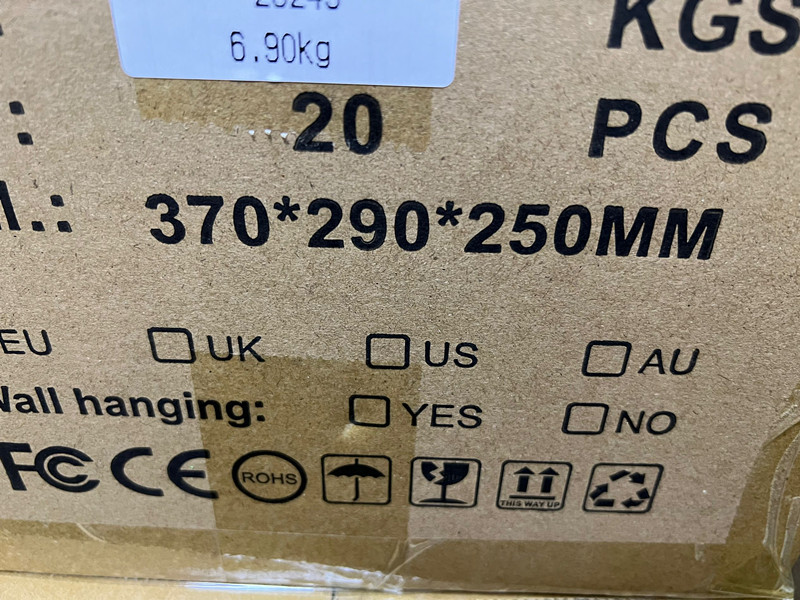 6.90kg
KGS
20 PCS
370*290*250MM
EU UK US AU
Wall hanging: YES NO
FC CE ROHS THIS WAY UP